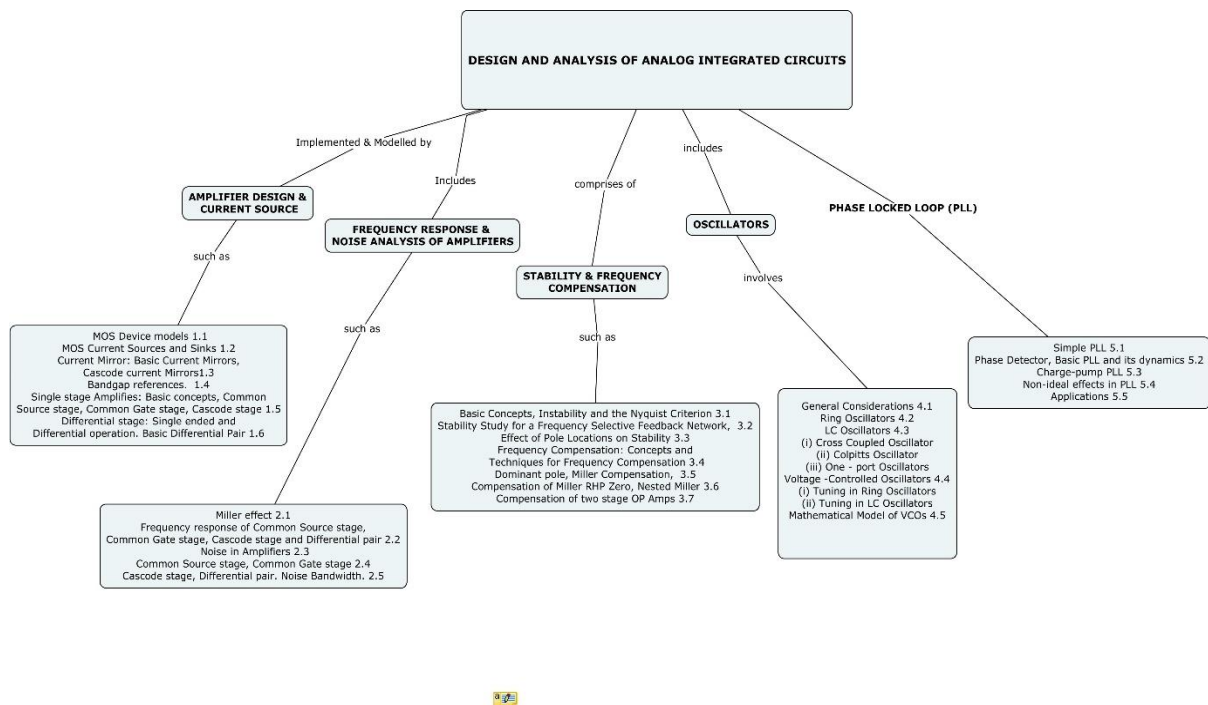 DESIGN AND ANALYSIS OF ANALOG INTEGRATED CIRCUITS
Implemented & Modelled by
AMPLIFIER DESIGN &
CURRENT SOURCE
such as
MOS Device models 1.1
MOS Current Sources and Sinks 1.2
Current Mirror: Basic Current Mirrors,
Cascode current Mirrors1.3
Bandgap references. 1.4
Single stage Amplifies: Basic concepts, Common
Source stage, Common Gate stage, Cascode stage 1.5
Differential stage: Single ended and
Differential operation. Basic Differential Pair 1.6
Includes
FREQUENCY RESPONSE &
NOISE ANALYSIS OF AMPLIFIERS
such as
Miller effect 2.1
Frequency response of Common Source stage,
Common Gate stage, Cascode stage and Differential pair 2.2
Noise in Amplifiers 2.3
Common Source stage, Common Gate stage 2.4
Cascode stage, Differential pair. Noise Bandwidth. 2.5
comprises of
STABILITY & FREQUENCY
COMPENSATION
such as
Basic Concepts, Instability and the Nyquist Criterion 3.1
Stability Study for a Frequency Selective Feedback Network, 3.2
Effect of Pole Locations on Stability 3.3
Frequency Compensation: Concepts and
Techniques for Frequency Compensation 3.4
Dominant pole, Miller Compensation, 3.5
Compensation of Miller RHP Zero, Nested Miller 3.6
Compensation of two stage OP Amps 3.7
includes
OSCILLATORS
involves
General Considerations 4.1
Ring Oscillators 4.2
LC Oscillators 4.3
(i) Cross Coupled Oscillator
(ii) Colpitts Oscillator
(iii) One - port Oscillators
Voltage -Controlled Oscillators 4.4
(i) Tuning in Ring Oscillators
(ii) Tuning in LC Oscillators
Mathematical Model of VCOs 4.5
PHASE LOCKED LOOP (PLL)
Simple PLL 5.1
Phase Detector, Basic PLL and its dynamics 5.2
Charge-pump PLL 5.3
Non-ideal effects in PLL 5.4
Applications 5.5